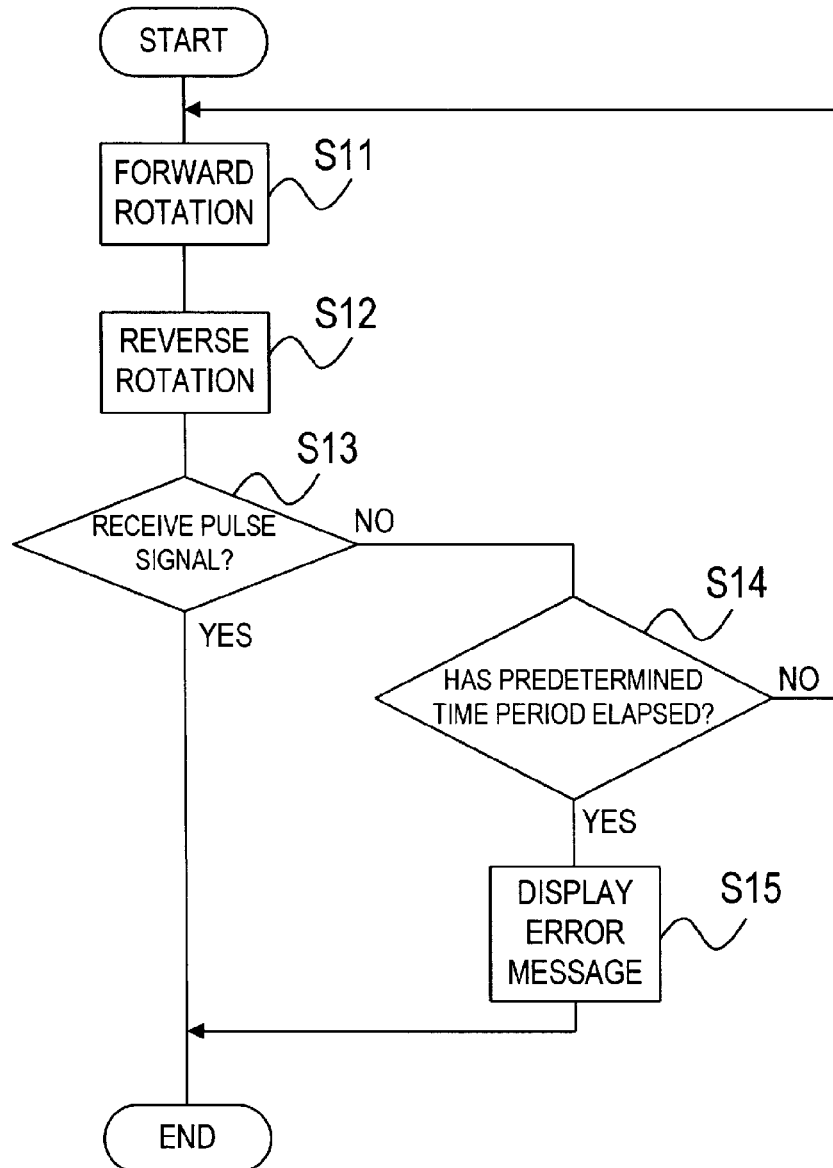 START
FORWARD
ROTATION
S11
REVERSE
ROTATION
S12
S13
RECEIVE PULSE
SIGNAL?
NO
YES
S14
HAS PREDETERMINED
TIME PERIOD ELAPSED?
NO
YES
DISPLAY
ERROR
MESSAGE
S15
END